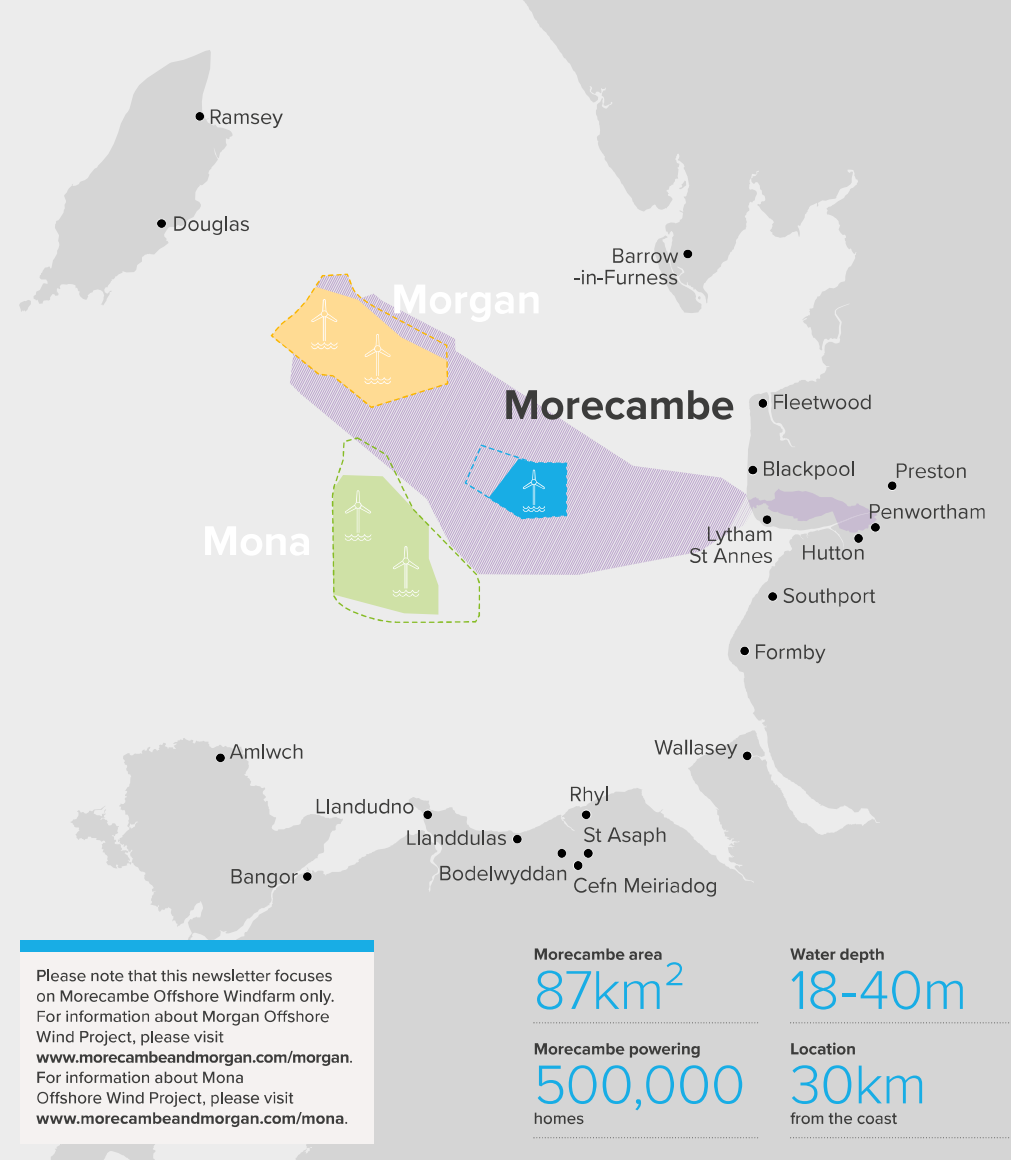 Ramsey
Douglas
Barrow
-in-Furness
Morgan
Morecambe
Fleetwood
Blackpool
Preston
Penwortham
Lytham
St Annes
Hutton
Mona
Southport
Formby
Wallasey
Amlwch
Rhyl
Llandudno
St Asaph
Llanddulas
Bodelwyddan
Cefn Meiriadog
Bangor
Please note that this newsletter focuses
on Morecambe Offshore Windfarm only.
For information about Morgan Offshore
Wind Project, please visit
www.morecambeandmorgan.com/morgan.
For information about Mona
Offshore Wind Project, please visit
www.morecambeandmorgan.com/mona.
Morecambe area
87km²
Water depth
18-40m
Morecambe powering
500,000
homes
Location
30km
from the coast